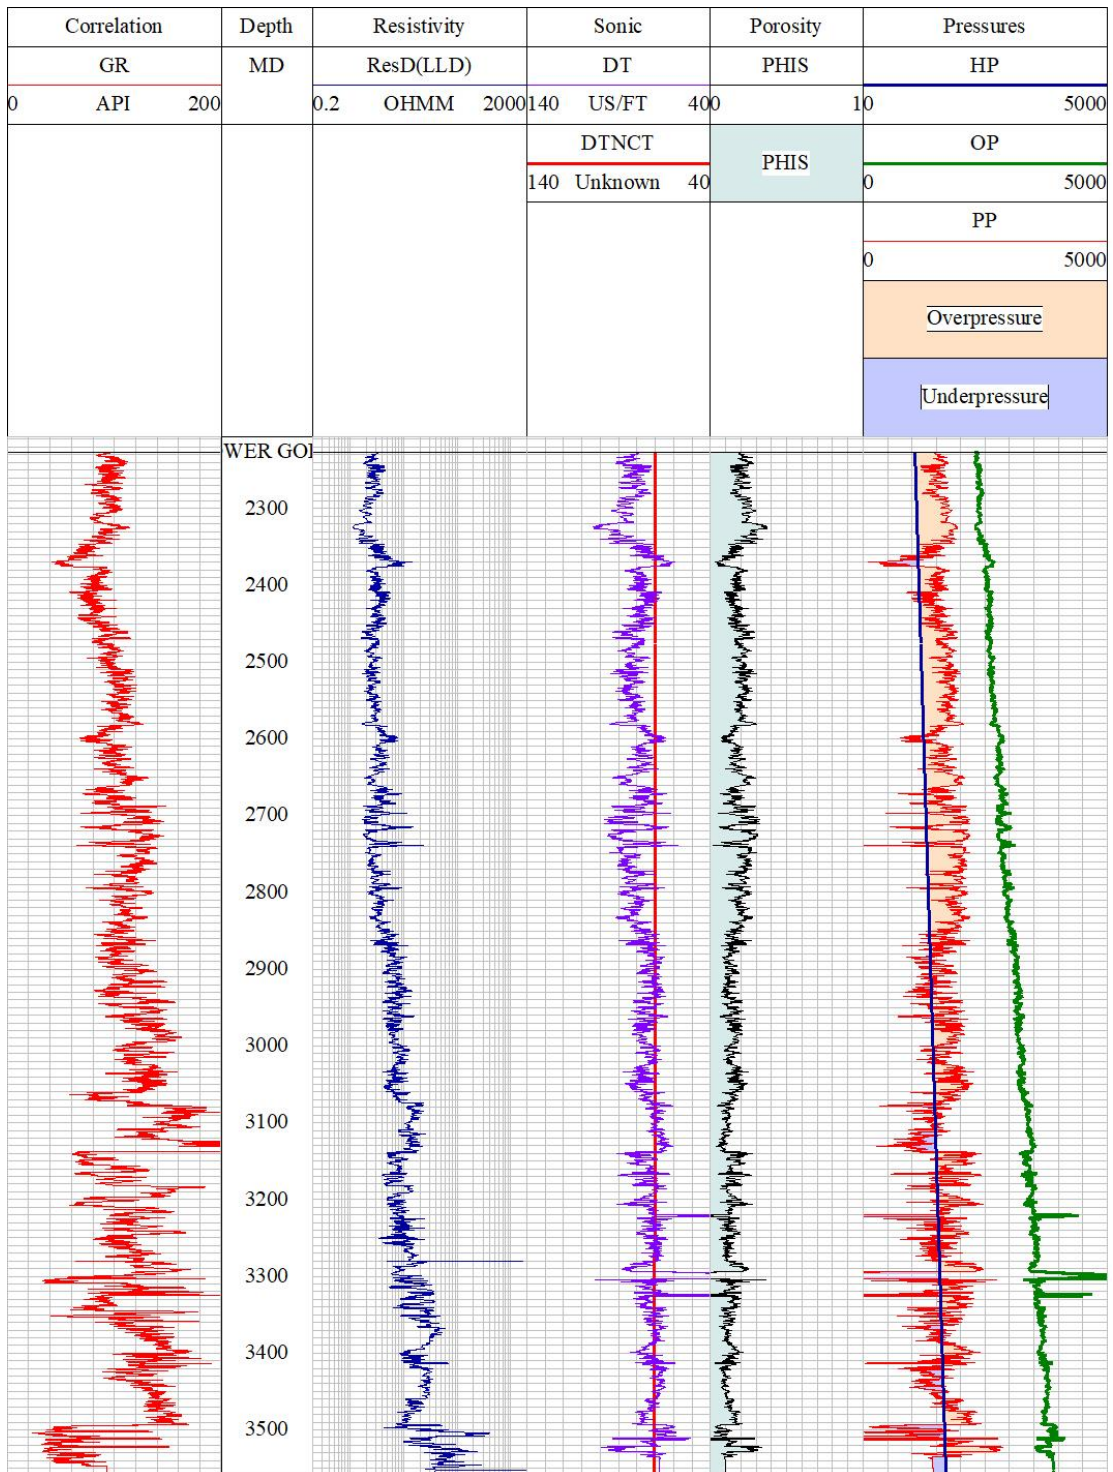 Correlation Depth Resistivity Sonic Porosity Pressures
GR MD ResD(LLD) DT PHIS HP
0 API 200 0.2 OHMM 2000 140 US/FT 40 0 1 0 5000
DTNCT PHIS OP
140 Unknown 40 0 5000
PP
0 5000
Overpressure
Underpressure
WER GOI
2300
2400
2500
2600
2700
2800
2900
3000
3100
3200
3300
3400
3500